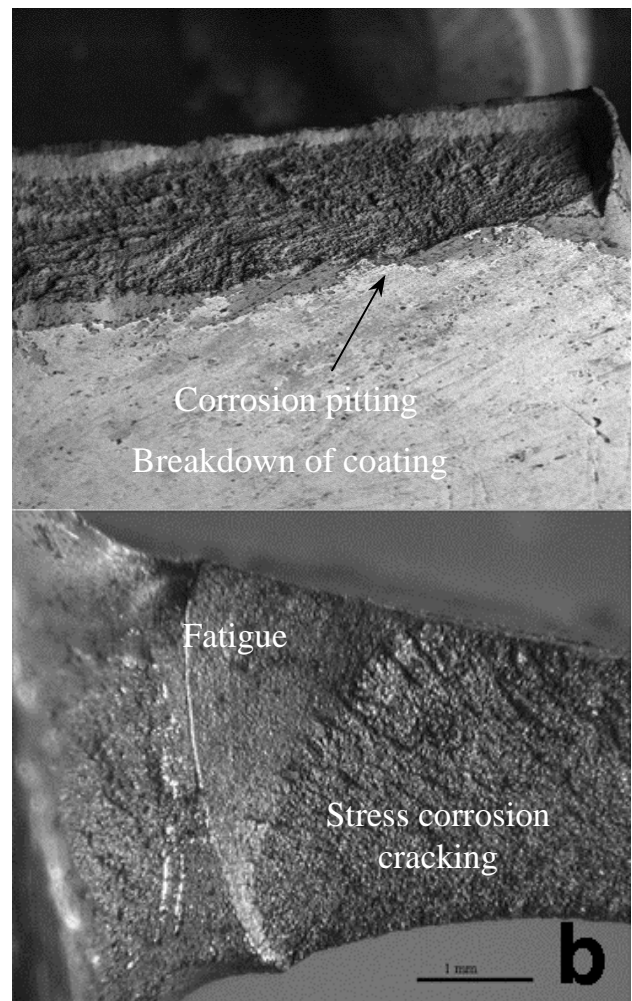 Corrosion pitting
Breakdown of coating
Fatigue
Stress corrosion
cracking
1 mm
b